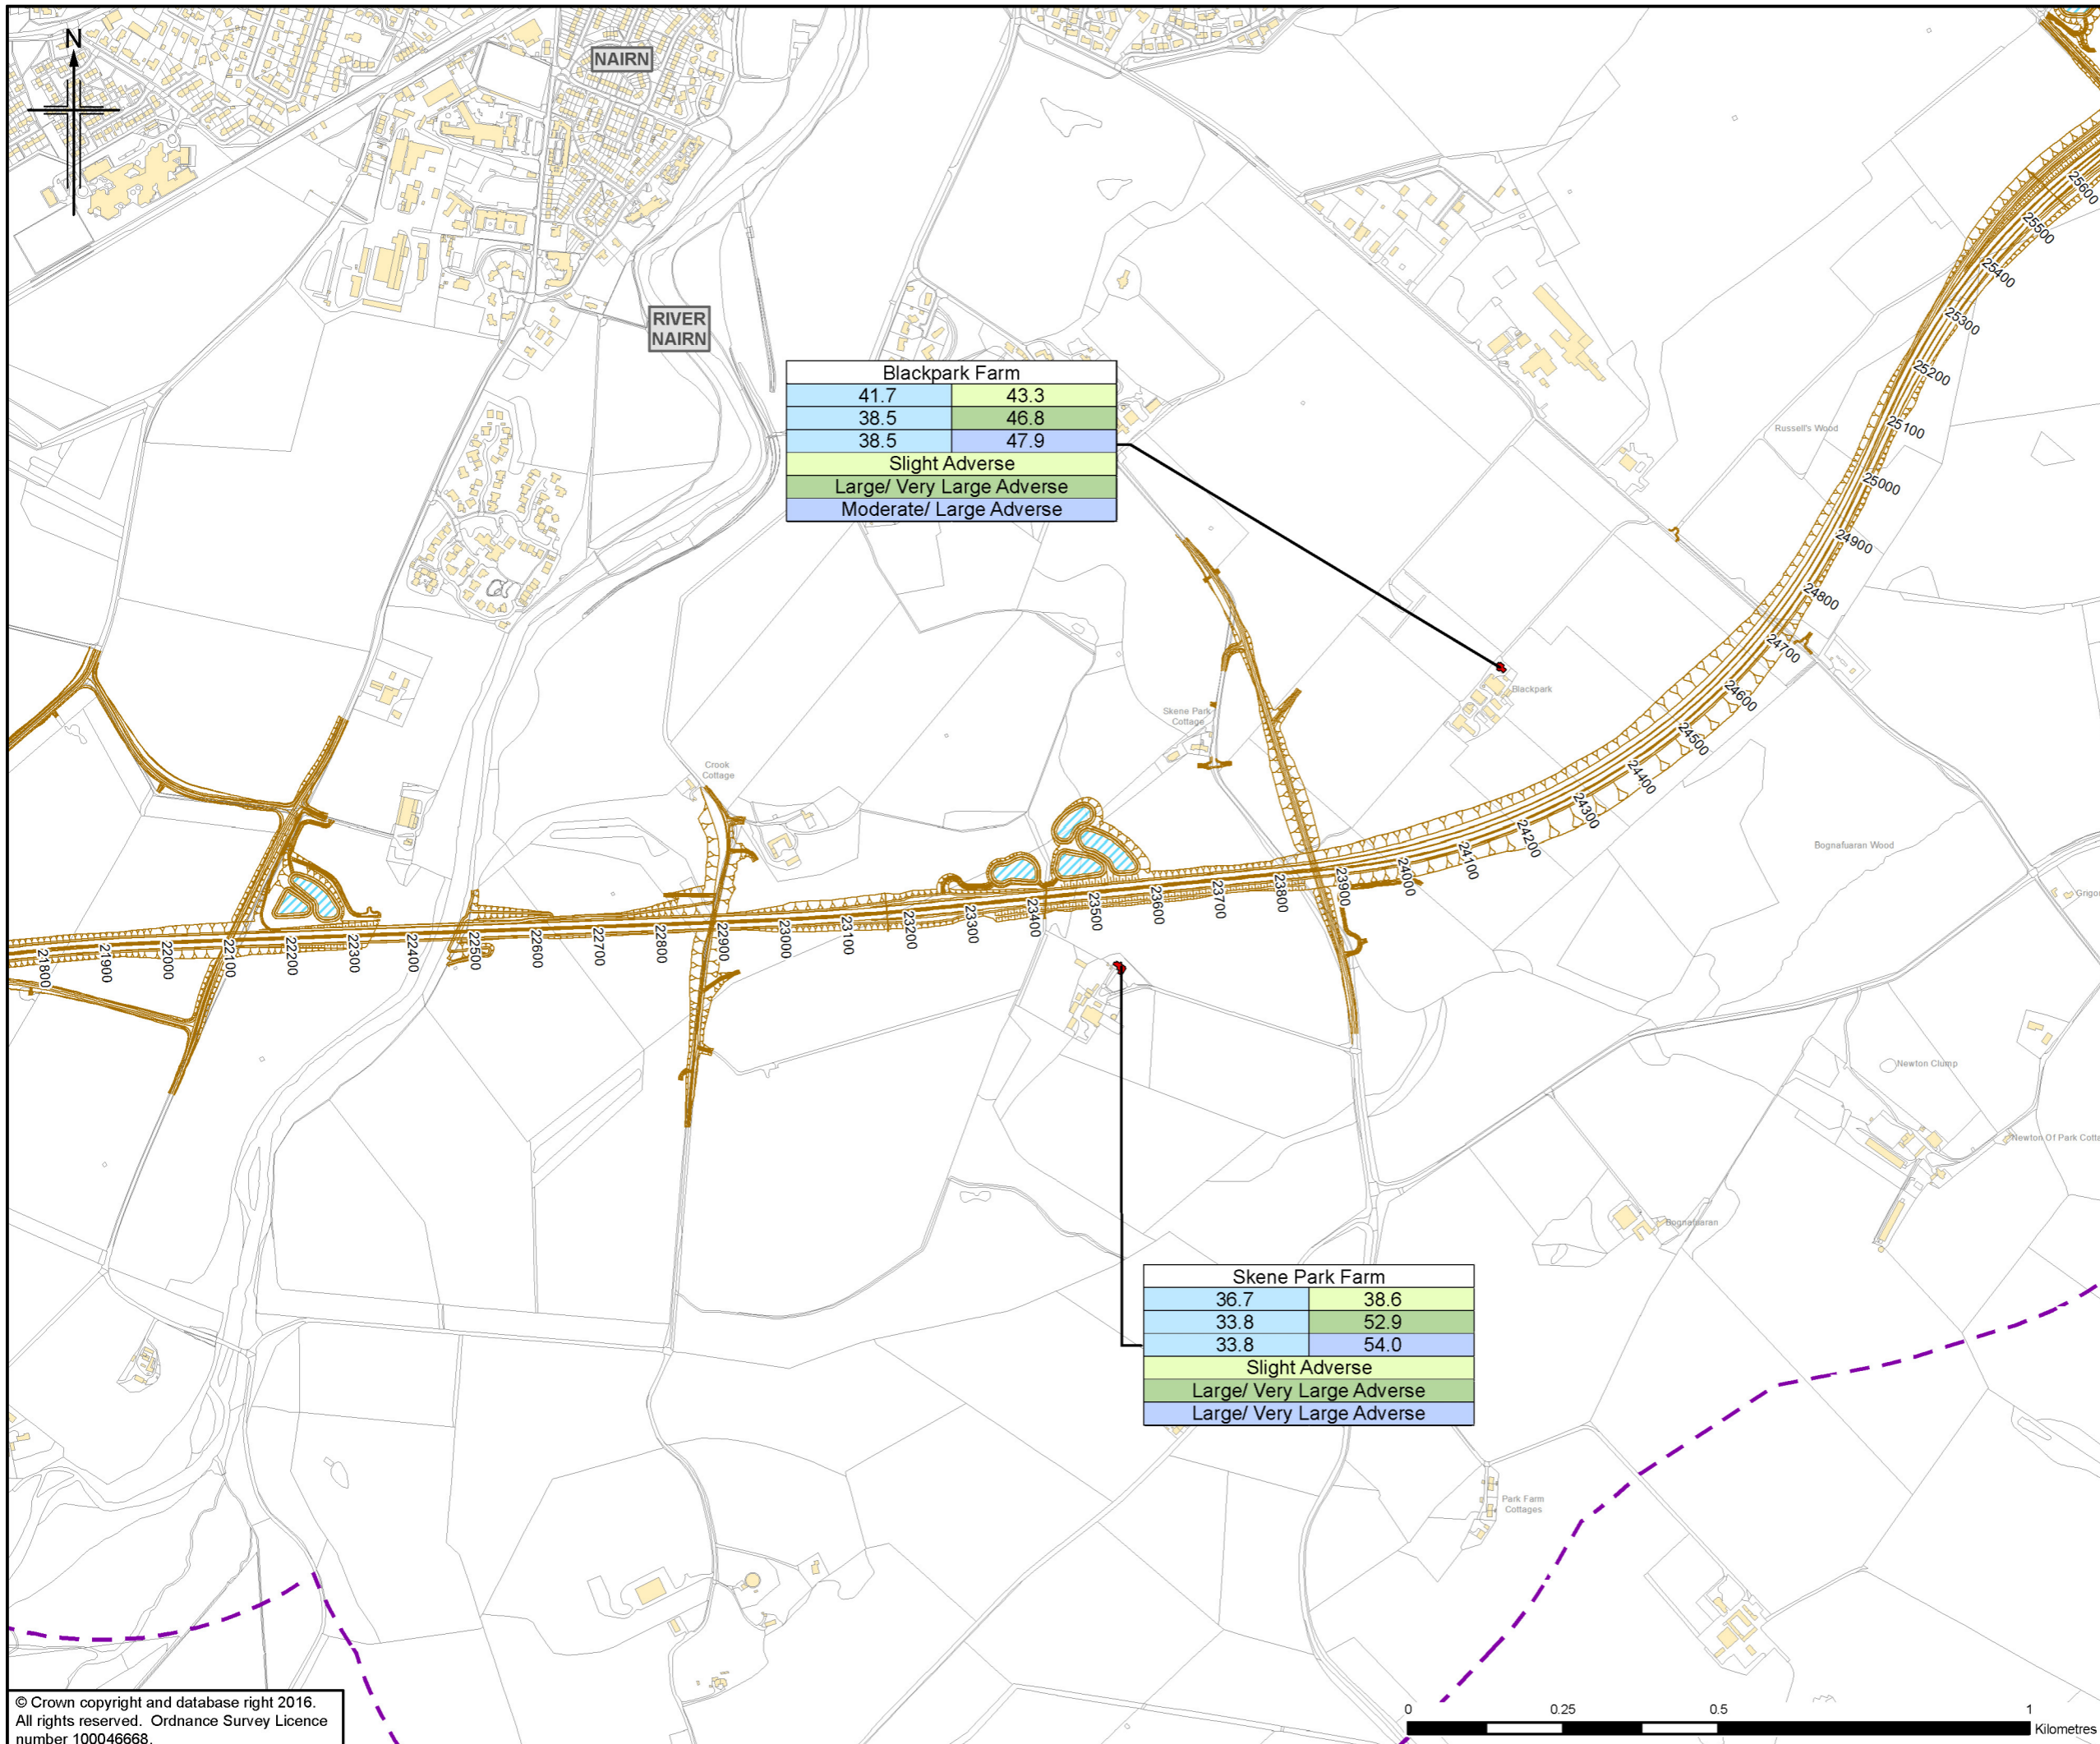 N
NAIRN
RIVER
NAIRN
Blackpark Farm
41.7 43.3
38.5 46.8
38.5 47.9
Slight Adverse
Large/ Very Large Adverse
Moderate/ Large Adverse
25600
25500
25400
25300
25200
25100
25000
24900
24800
24700
24600
24500
24400
24300
24200
24100
24000
23900
23800
23700
23600
23500
23400
23300
23200
23100
23000
22900
22800
22700
22600
22500
22400
22300
22200
22100
22000
21900
21800
Russell's Wood
Blackpark
Skene Park
Cottage
Crook
Cottage
Bognafuaran Wood
Grigor
Newton Clump
Newton Of Park Cotta
Bognafuaran
Skene Park Farm
36.7 38.6
33.8 52.9
33.8 54.0
Slight Adverse
Large/ Very Large Adverse
Large/ Very Large Adverse
Park Farm
Cottages
© Crown copyright and database right 2016.
All rights reserved. Ordnance Survey Licence
number 100046668.
0 0.25 0.5 1
Kilometres